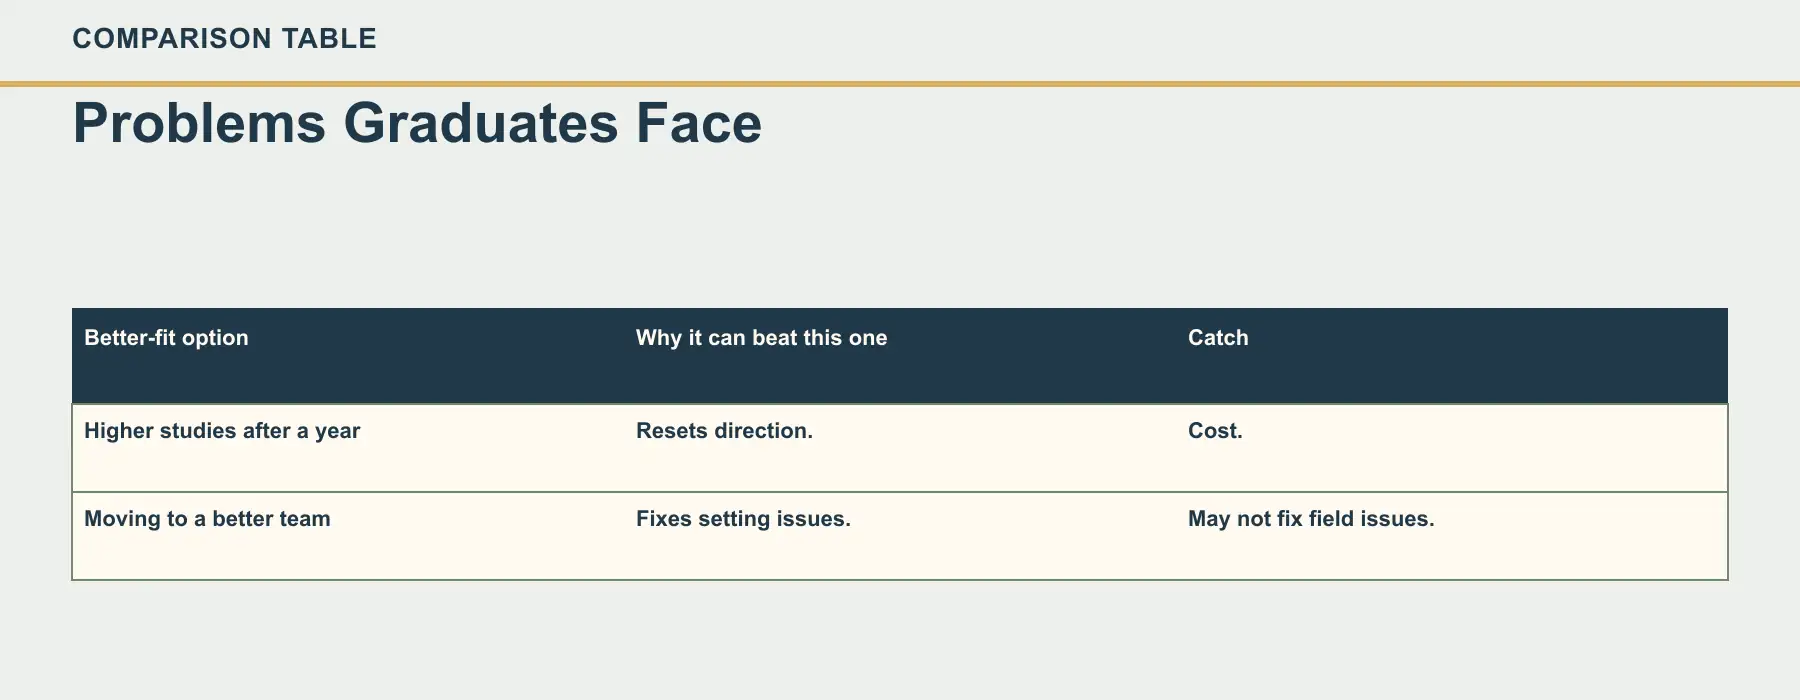 COMPARISON TABLE
Problems Graduates Face
Better-fit option Why it can beat this one Catch
Higher studies after a year Resets direction. Cost.
Moving to a better team Fixes setting issues. May not fix field issues.